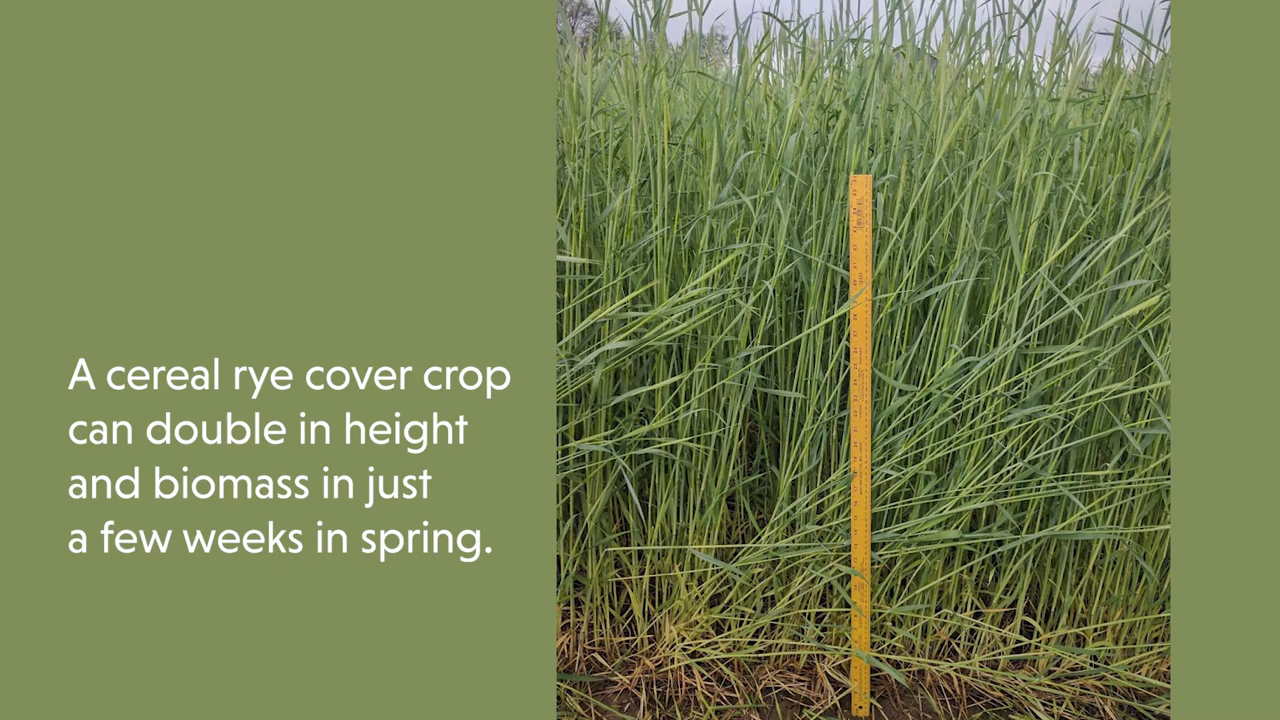 A cereal rye cover crop
can double in height
and biomass in just
a few weeks in spring.